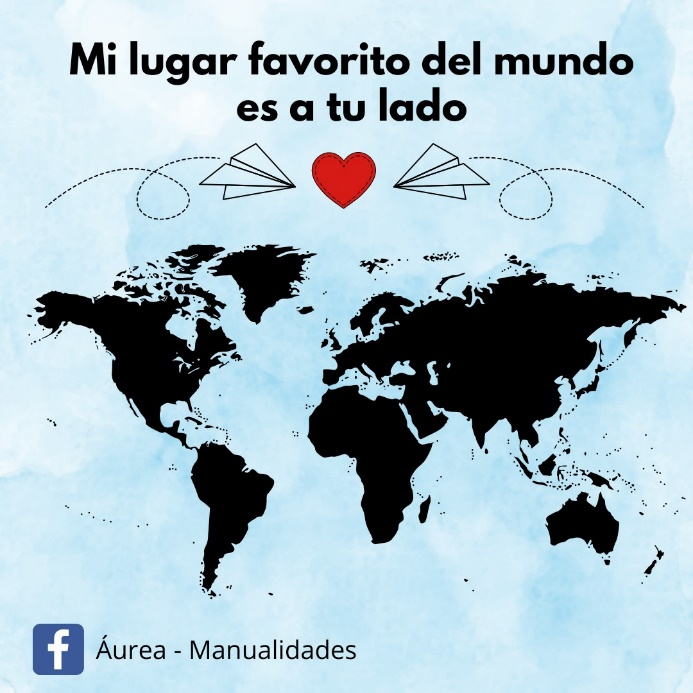 Mi lugar favorito del mundo
es a tu lado
Áurea - Manualidades